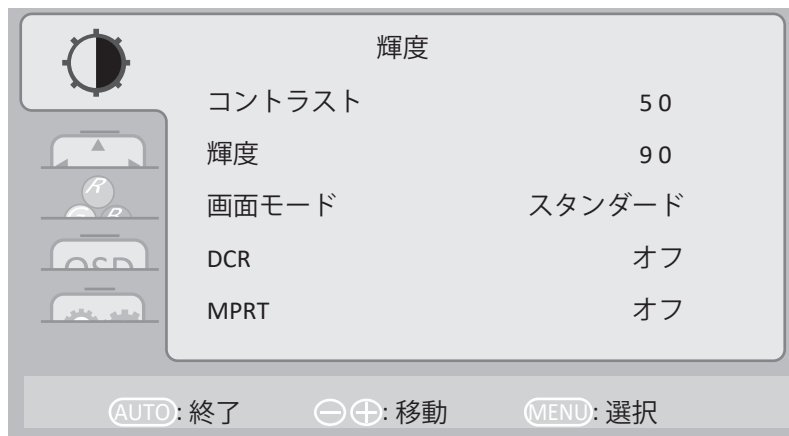 輝度
コントラスト 50
輝度 90
画面モード スタンダード
DCR オフ
MPRT オフ
R
OSD
AUTO: 終了 : 移動 MENU: 選択